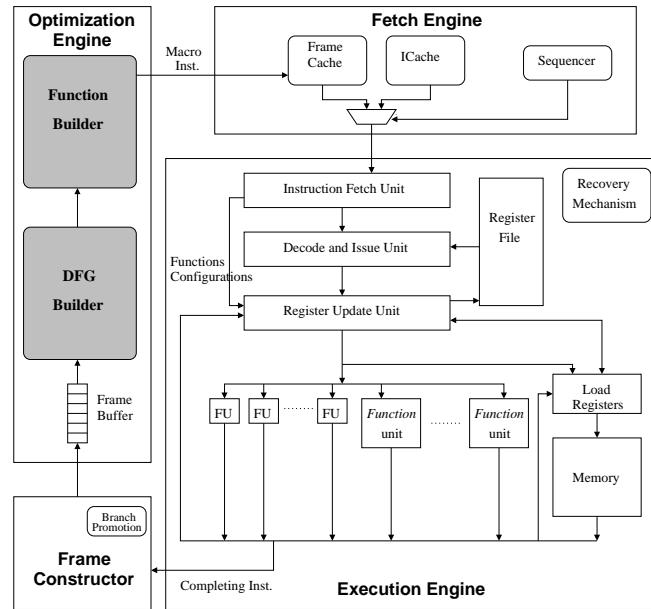 Optimization
Engine
Function
Builder
DFG
Builder
Frame
Buffer
Macro
Inst.
Fetch Engine
Frame
Cache
ICache
Sequencer
Instruction Fetch Unit
Decode and Issue Unit
Register Update Unit
Functions
Configurations
Register
File
Recovery
Mechanism
FU
FU
........
FU
Function
unit
........
Function
unit
Load
Registers
Memory
Branch
Promotion
Frame
Constructor
Completing Inst.
Execution Engine